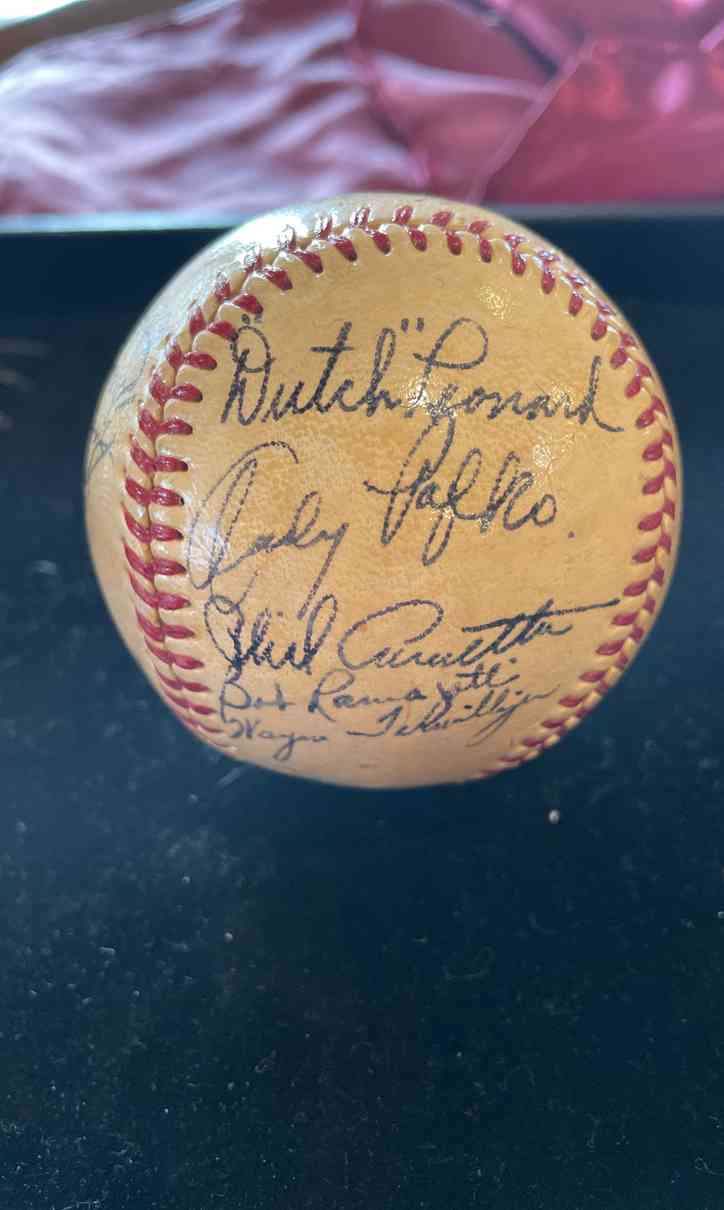 "Dutch" Leonard
Andy Pafko.
Phil Cavarretta
Bob Ramazzotti
Wayne Terwilliger